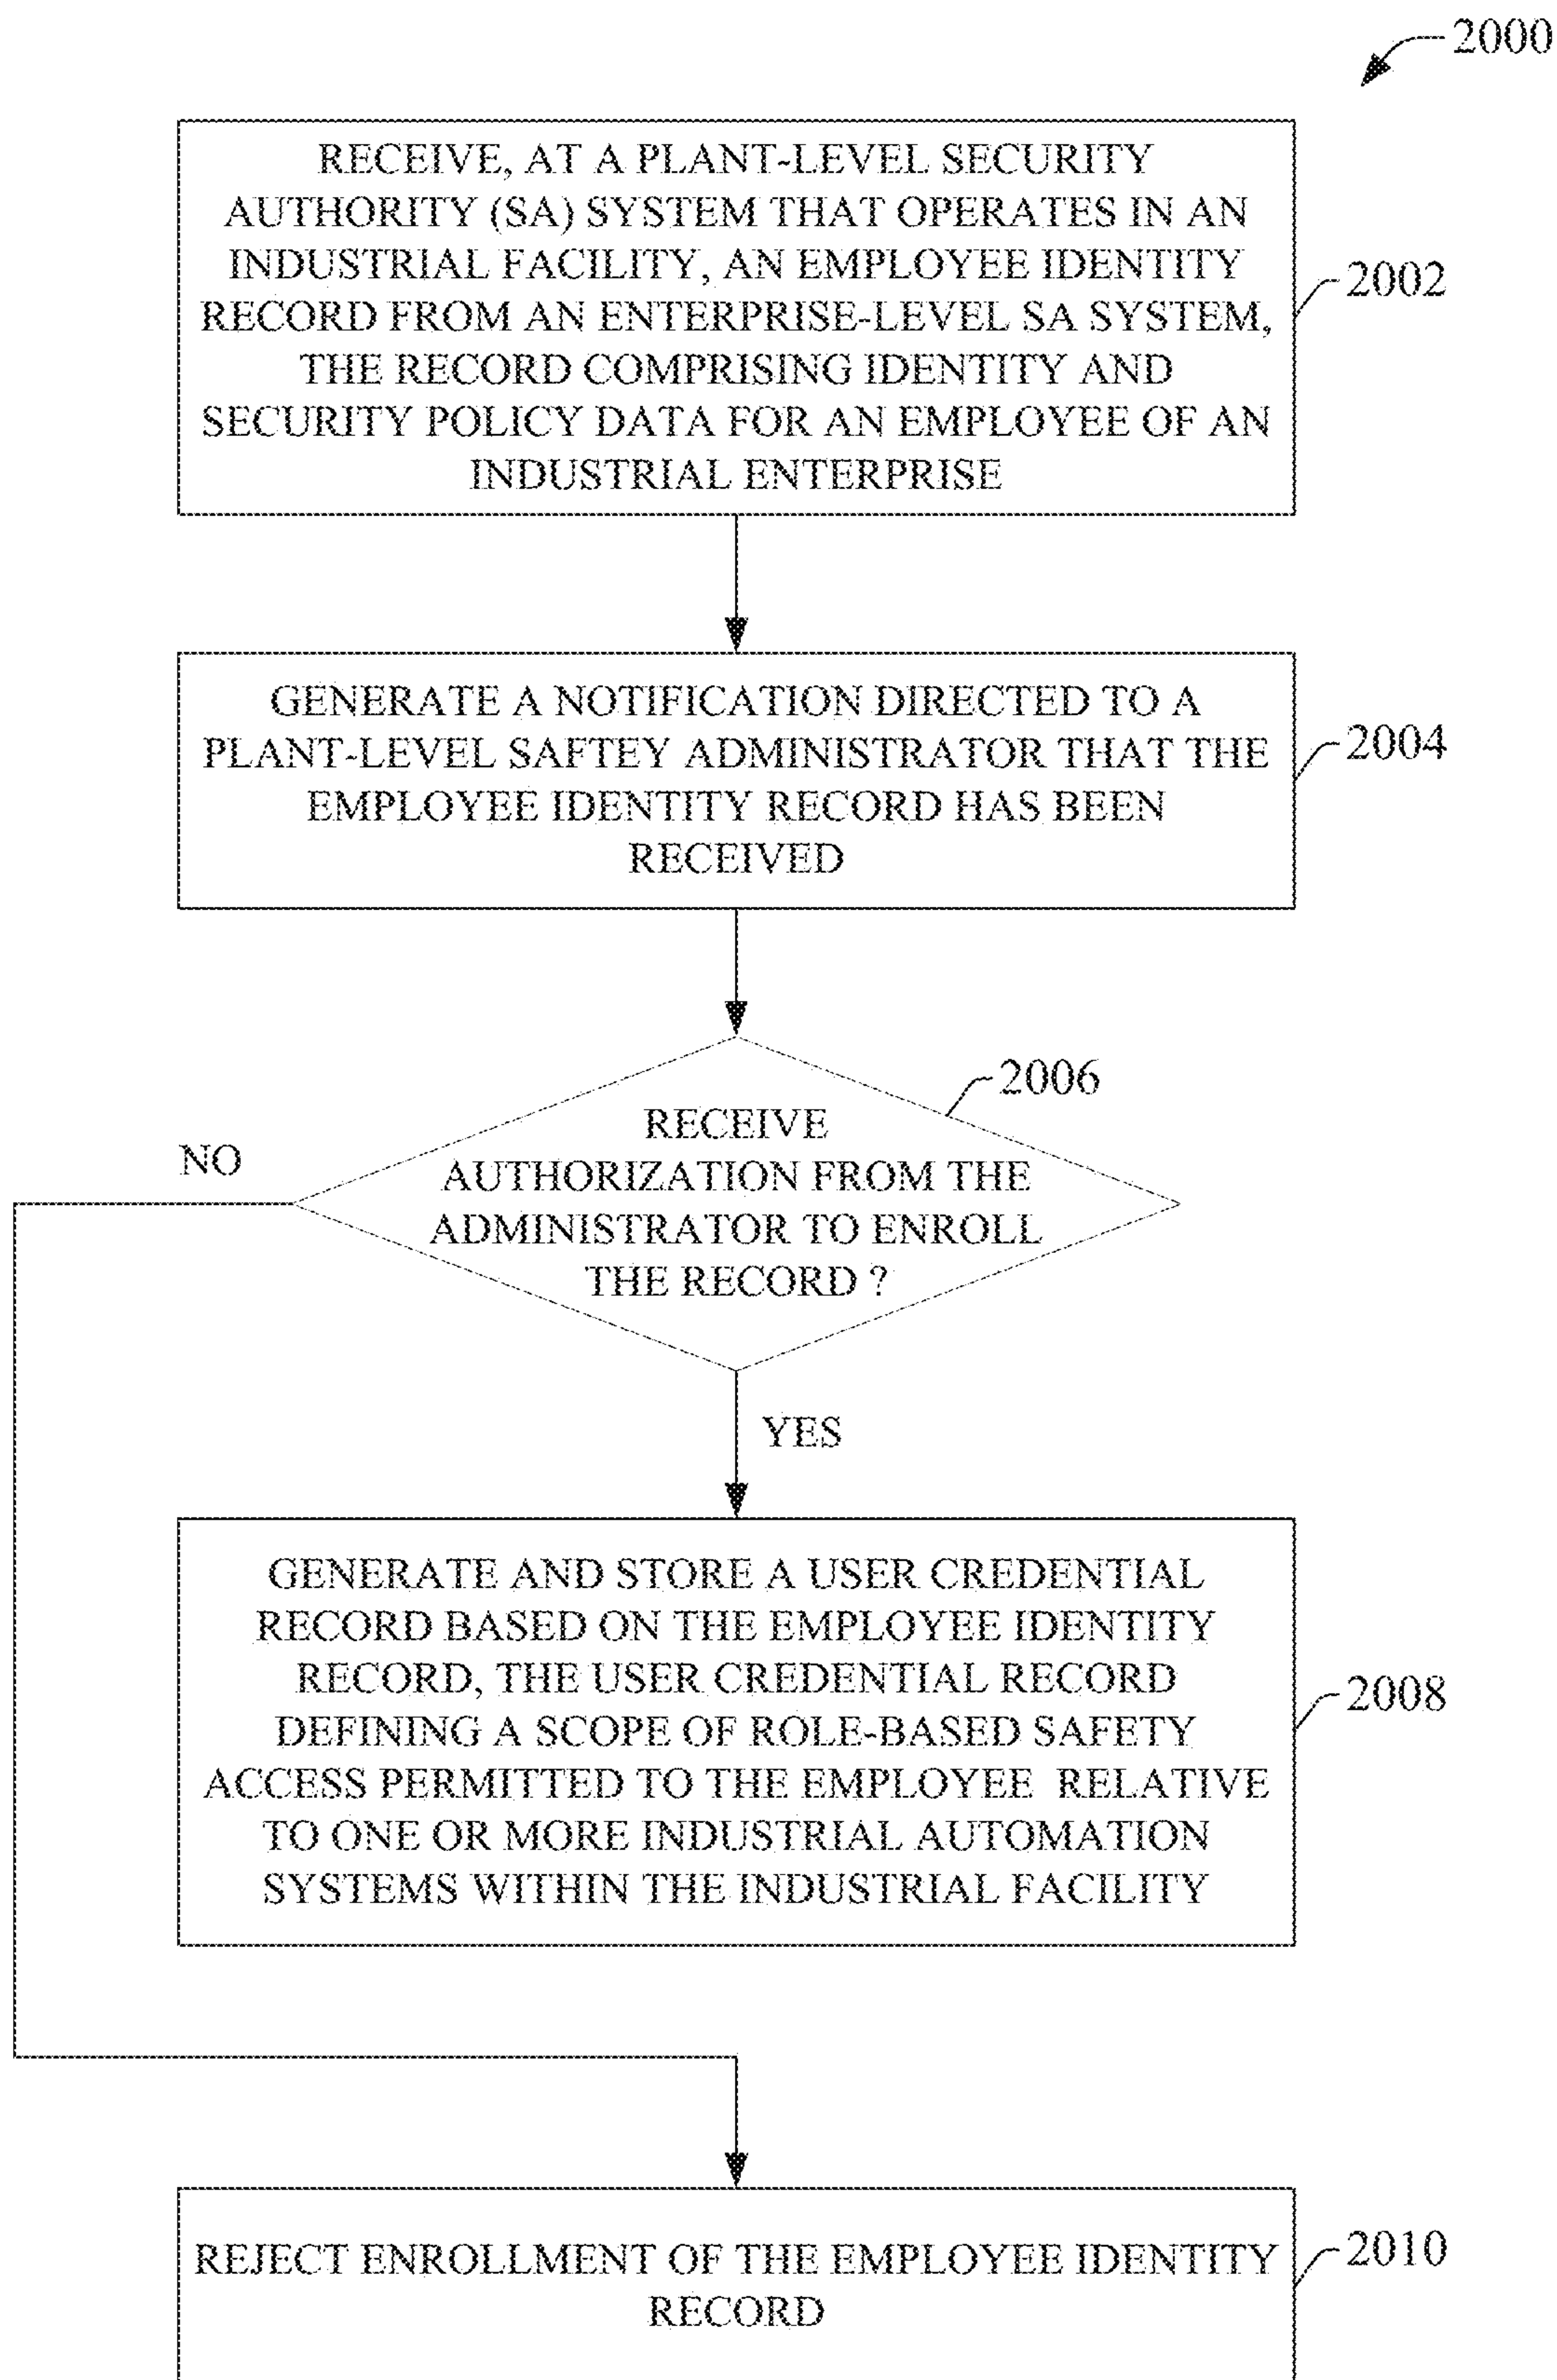 2000
RECEIVE, AT A PLANT-LEVEL SECURITY
AUTHORITY (SA) SYSTEM THAT OPERATES IN AN
INDUSTRIAL FACILITY, AN EMPLOYEE IDENTITY
RECORD FROM AN ENTERPRISE-LEVEL SA SYSTEM,
THE RECORD COMPRISING IDENTITY AND
SECURITY POLICY DATA FOR AN EMPLOYEE OF AN
INDUSTRIAL ENTERPRISE
2002
GENERATE A NOTIFICATION DIRECTED TO A
PLANT-LEVEL SAFTEY ADMINISTRATOR THAT THE
EMPLOYEE IDENTITY RECORD HAS BEEN
RECEIVED
2004
2006
RECEIVE
AUTHORIZATION FROM THE
ADMINISTRATOR TO ENROLL
THE RECORD ?
NO
YES
GENERATE AND STORE A USER CREDENTIAL
RECORD BASED ON THE EMPLOYEE IDENTITY
RECORD, THE USER CREDENTIAL RECORD
DEFINING A SCOPE OF ROLE-BASED SAFETY
ACCESS PERMITTED TO THE EMPLOYEE RELATIVE
TO ONE OR MORE INDUSTRIAL AUTOMATION
SYSTEMS WITHIN THE INDUSTRIAL FACILITY
2008
REJECT ENROLLMENT OF THE EMPLOYEE IDENTITY
RECORD
2010